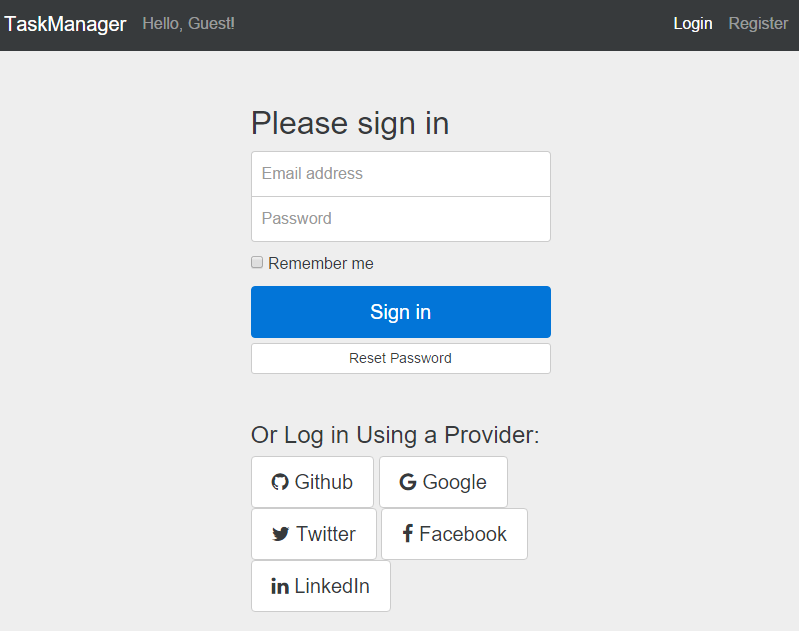 TaskManager Hello, Guest! Login Register
Please sign in
Email address
Password
Remember me
Sign in
Reset Password
Or Log in Using a Provider:
Github Google
Twitter Facebook
LinkedIn